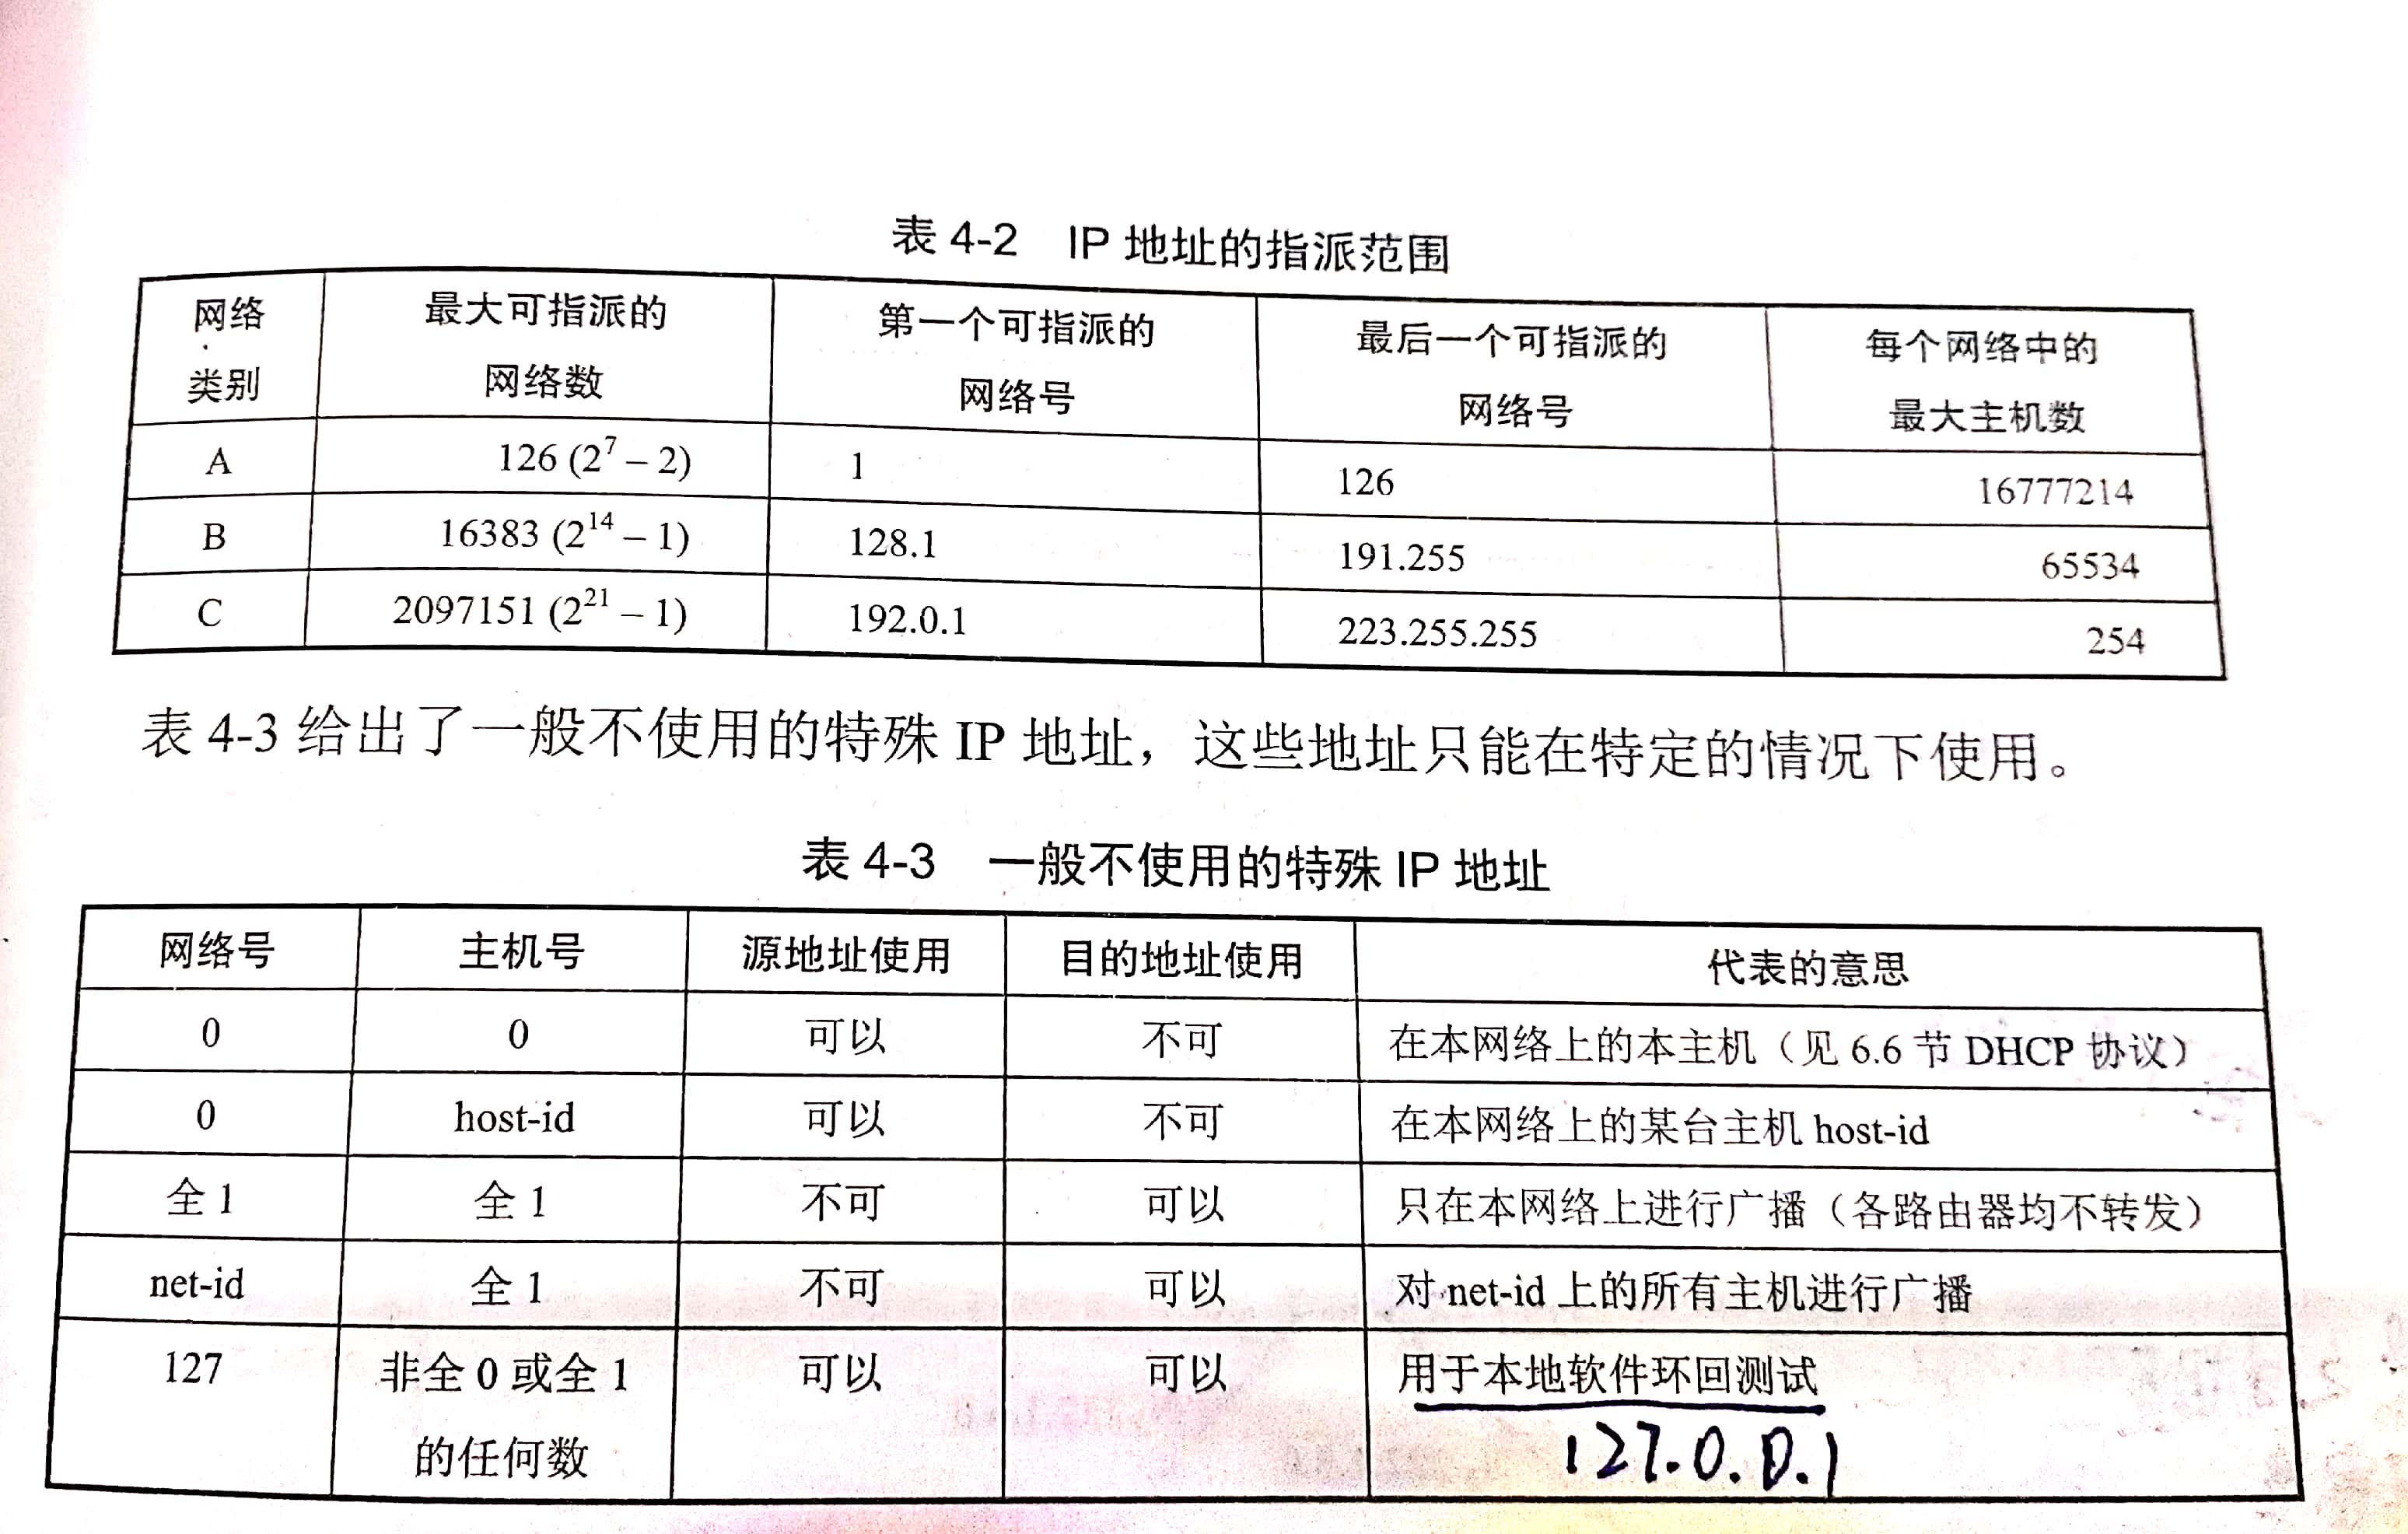 表 4-2 IP 地址的指派范围
网络 最大可指派的 第一个可指派的 最后一个可指派的 每个网络中的
类别 网络数 网络号 网络号 最大主机数
A 126 (2⁷ – 2) 1 126 16777214
B 16383 (2¹⁴ – 1) 128.1 191.255 65534
C 2097151 (2²¹ – 1) 192.0.1 223.255.255 254
表 4-3 给出了一般不使用的特殊 IP 地址，这些地址只能在特定的情况下使用。
表 4-3 一般不使用的特殊 IP 地址
网络号 主机号 源地址使用 目的地址使用 代表的意思
0 0 可以 不可 在本网络上的本主机（见 6.6 节 DHCP 协议）
0 host-id 可以 不可 在本网络上的某台主机 host-id
全 1 全 1 不可 可以 只在本网络上进行广播（各路由器均不转发）
net-id 全 1 不可 可以 对 net-id 上的所有主机进行广播
127 非全 0 或全 1 可以 可以 用于本地软件环回测试
的任何数 127.0.0.1